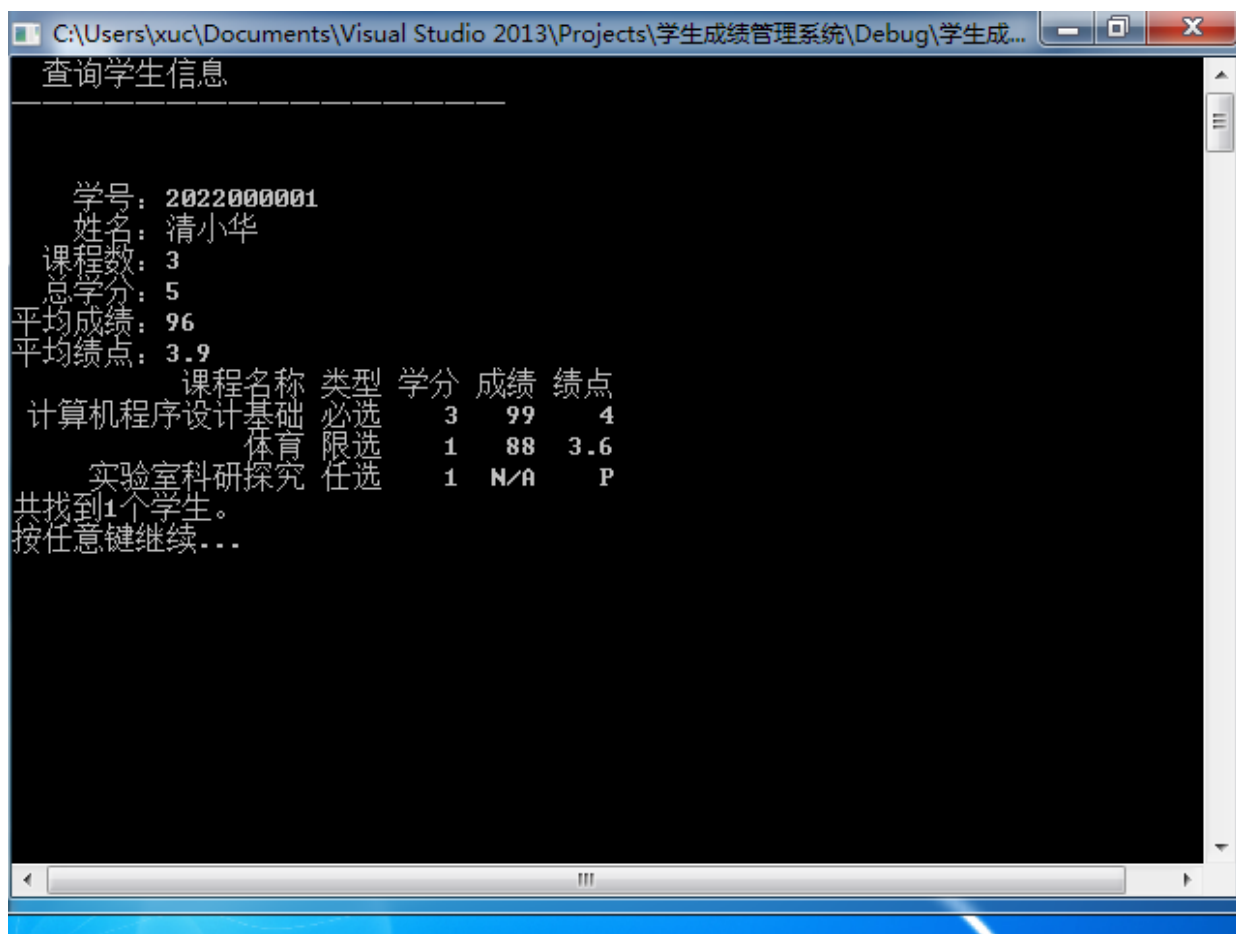 C:\Users\xuc\Documents\Visual Studio 2013\Projects\学生成绩管理系统\Debug\学生成...
查询学生信息
学号：2022000001
姓名：清小华
课程数：3
总学分：5
平均成绩：96
平均绩点：3.9
课程名称 类型 学分 成绩 绩点
计算机程序设计基础 必选 3 99 4
体育 限选 1 88 3.6
实验室科研探究 任选 1 N/A P
共找到1个学生。
按任意键继续...